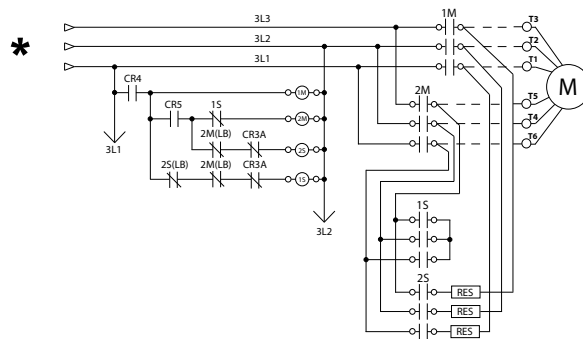 1M
T3
3L3
T2
3L2
*
T1
3L1
M
CR4
1M
2M
T5
CR5
1S
2M
T4
2M(LB)
CR3A
T6
3L1
2S
2S(LB)
2M(LB)
CR3A
1S
1S
3L2
2S
RES
RES
RES